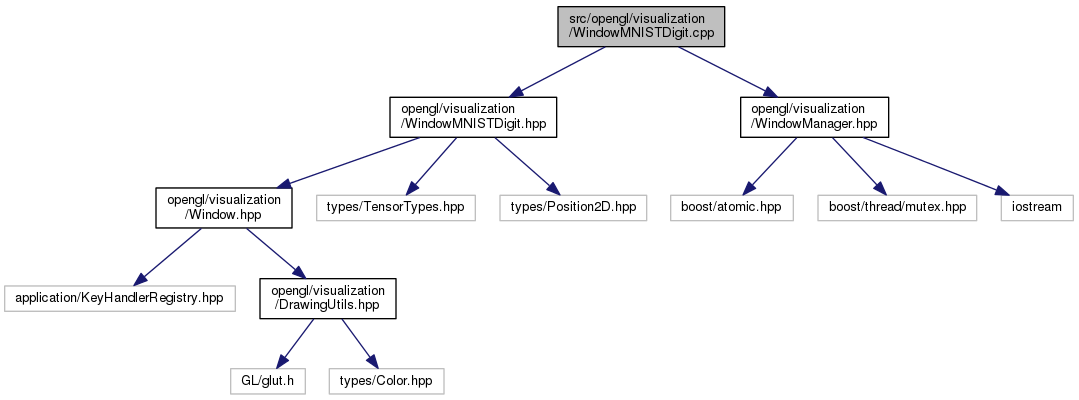 src/opengl/visualization
/WindowMNISTDigit.cpp
opengl/visualization
/WindowMNISTDigit.hpp
opengl/visualization
/WindowManager.hpp
opengl/visualization
/Window.hpp
types/TensorTypes.hpp
types/Position2D.hpp
boost/atomic.hpp
boost/thread/mutex.hpp
iostream
application/KeyHandlerRegistry.hpp
opengl/visualization
/DrawingUtils.hpp
GL/glut.h
types/Color.hpp